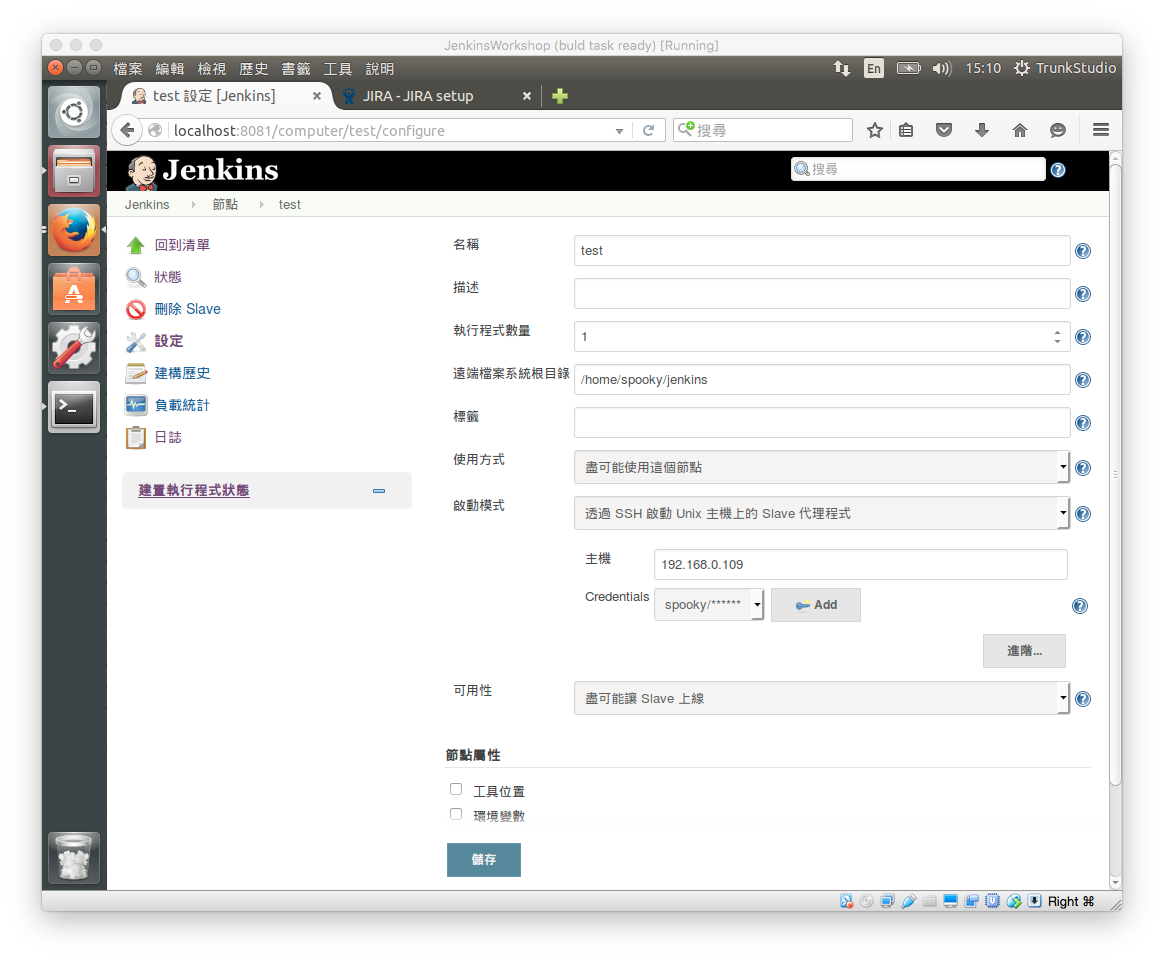 JenkinsWorkshop (buld task ready) [Running]
檔案 編輯 檢視 歷史 書籤 工具 說明 En 15:10 TrunkStudio
test 設定 [Jenkins] JIRA - JIRA setup
localhost:8081/computer/test/configure 搜尋
Jenkins 搜尋
Jenkins 節點 test
回到清單
狀態
刪除 Slave
設定
建構歷史
負載統計
日誌
建置執行程式狀態
名稱 test
描述
執行程式數量 1
遠端檔案系統根目錄 /home/spooky/jenkins
標籤
使用方式 盡可能使用這個節點
啟動模式 透過 SSH 啟動 Unix 主機上的 Slave 代理程式
主機 192.168.0.109
Credentials spooky/****** Add
進階...
可用性 盡可能讓 Slave 上線
節點屬性
工具位置
環境變數
儲存
Right ⌘